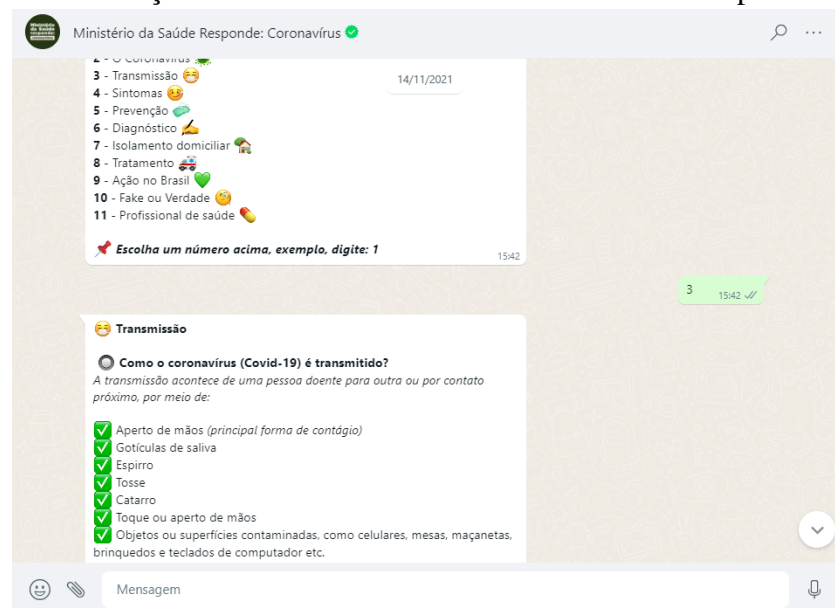 Ministério da Saúde Responde: Coronavírus
2 - O Coronavírus
14/11/2021
3 - Transmissão
4 - Sintomas
5 - Prevenção
6 - Diagnóstico
7 - Isolamento domiciliar
8 - Tratamento
9 - Ação no Brasil
10 - Fake ou Verdade
11 - Profissional de saúde
Escolha um número acima, exemplo, digite: 1
15:42
3
15:42
Transmissão
Como o coronavírus (Covid-19) é transmitido?
A transmissão acontece de uma pessoa doente para outra ou por contato
próximo, por meio de:
Aperto de mãos (principal forma de contágio)
Gotículas de saliva
Espirro
Tosse
Catarro
Toque ou aperto de mãos
Objetos ou superfícies contaminadas, como celulares, mesas, maçanetas,
brinquedos e teclados de computador etc.
Mensagem